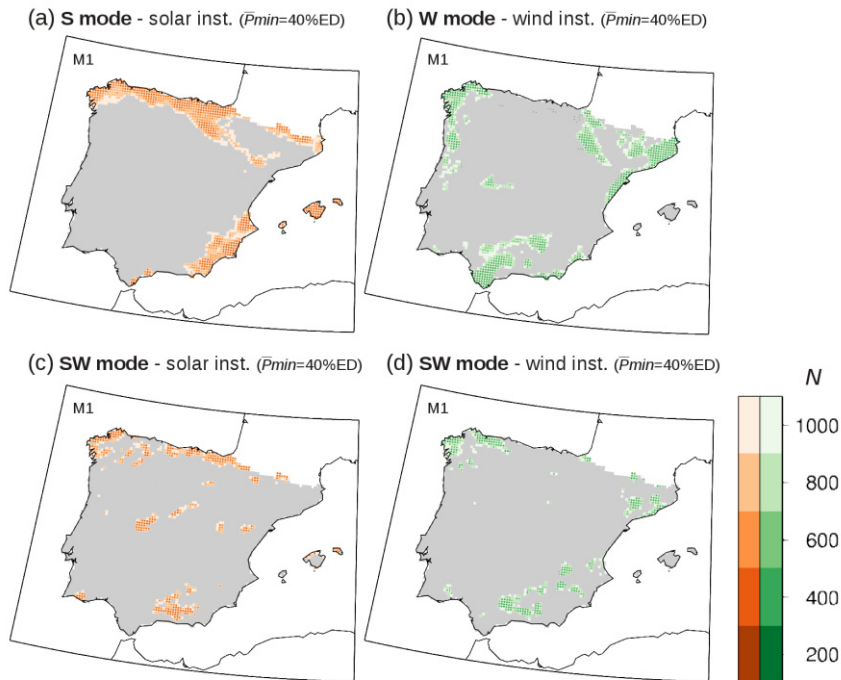 (a) S mode - solar inst. (P̅min=40%ED)
(b) W mode - wind inst. (P̅min=40%ED)
M1
M1
(c) SW mode - solar inst. (P̅min=40%ED)
(d) SW mode - wind inst. (P̅min=40%ED)
M1
M1
N
1000
800
600
400
200